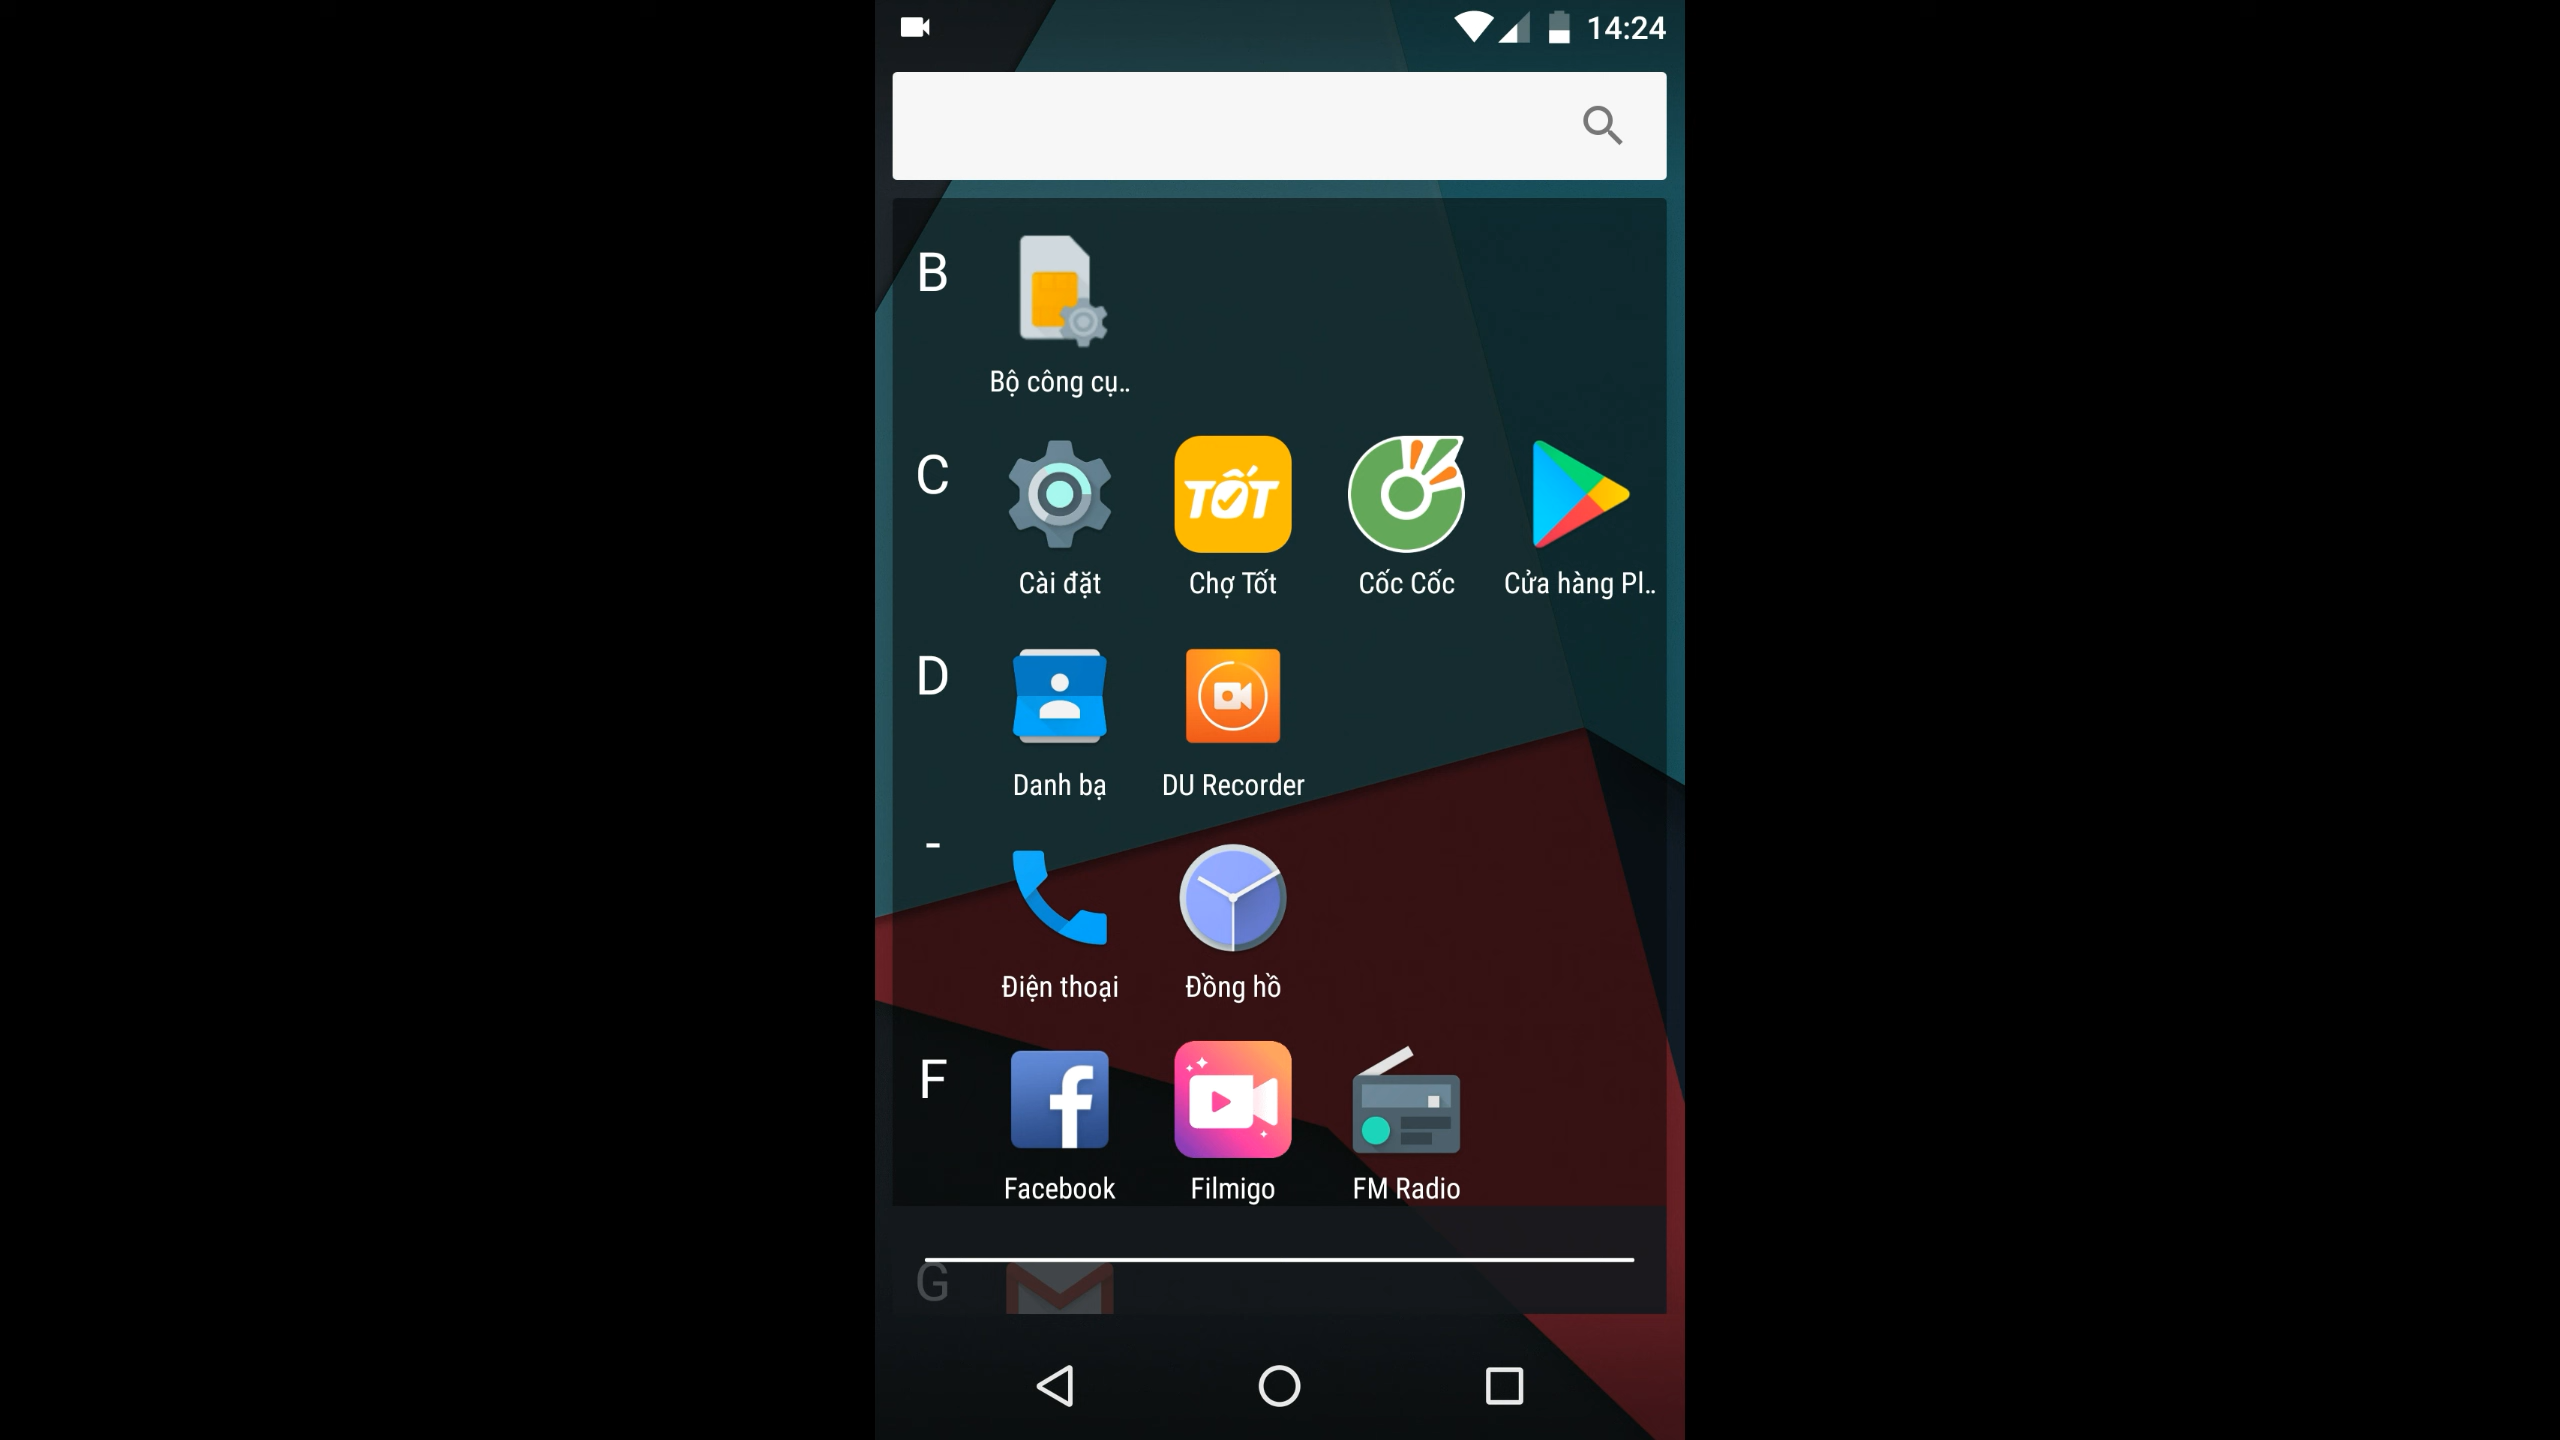 14:24
B
Bộ công cụ..
C
TỐT
Cài đặt
Chợ Tốt
Cốc Cốc
Cửa hàng Pl..
D
Danh bạ
DU Recorder
-
Điện thoại
Đồng hồ
F
f
Facebook
Filmigo
FM Radio
G